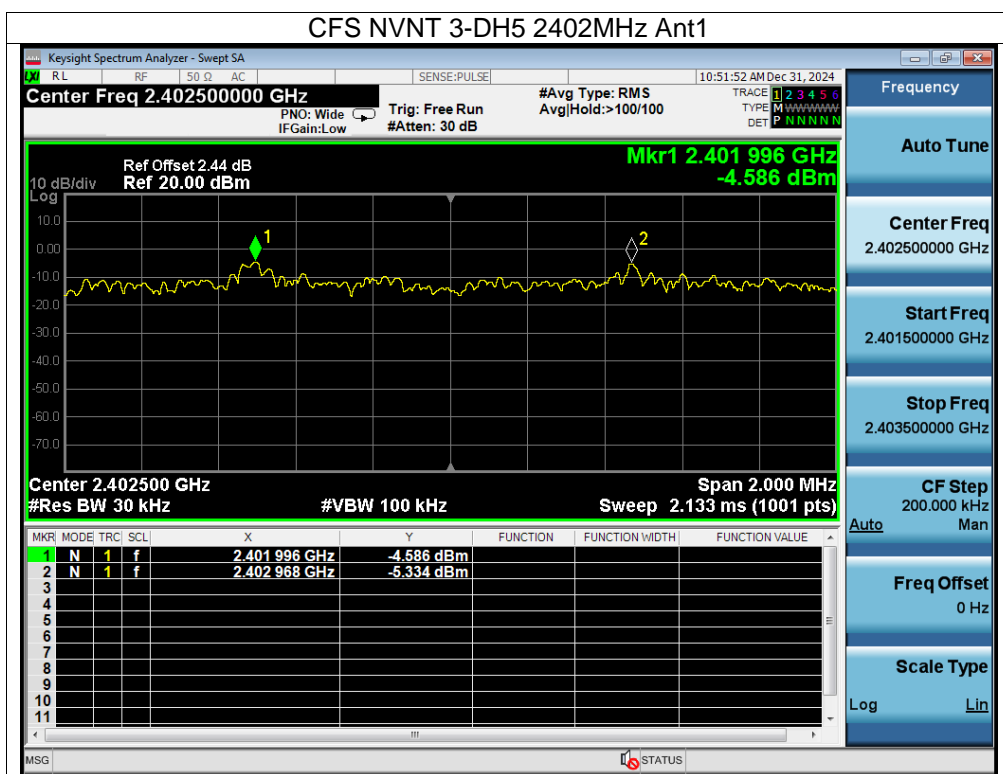 CFS NVNT 3-DH5 2402MHz Ant1
Keysight Spectrum Analyzer - Swept SA
LXI RL RF 50 Ω AC SENSE:PULSE 10:51:52 AM Dec 31, 2024
Center Freq 2.402500000 GHz #Avg Type: RMS TRACE 1 2 3 4 5 6
PNO: Wide Trig: Free Run Avg|Hold:>100/100 TYPE M WWWWW
IFGain:Low #Atten: 30 dB DET P N N N N N
Mkr1 2.401 996 GHz
-4.586 dBm
Ref Offset 2.44 dB
10 dB/div Ref 20.00 dBm
Log
10.0
0.00
-10.0
-20.0
-30.0
-40.0
-50.0
-60.0
-70.0
1
2
Center 2.402500 GHz Span 2.000 MHz
#Res BW 30 kHz #VBW 100 kHz Sweep 2.133 ms (1001 pts)
MKR MODE TRC SCL X Y FUNCTION FUNCTION WIDTH FUNCTION VALUE
1 N 1 f 2.401 996 GHz -4.586 dBm
2 N 1 f 2.402 968 GHz -5.334 dBm
3
4
5
6
7
8
9
10
11
MSG STATUS
Frequency
Auto Tune
Center Freq
2.402500000 GHz
Start Freq
2.401500000 GHz
Stop Freq
2.403500000 GHz
CF Step
200.000 kHz
Auto Man
Freq Offset
0 Hz
Scale Type
Log Lin